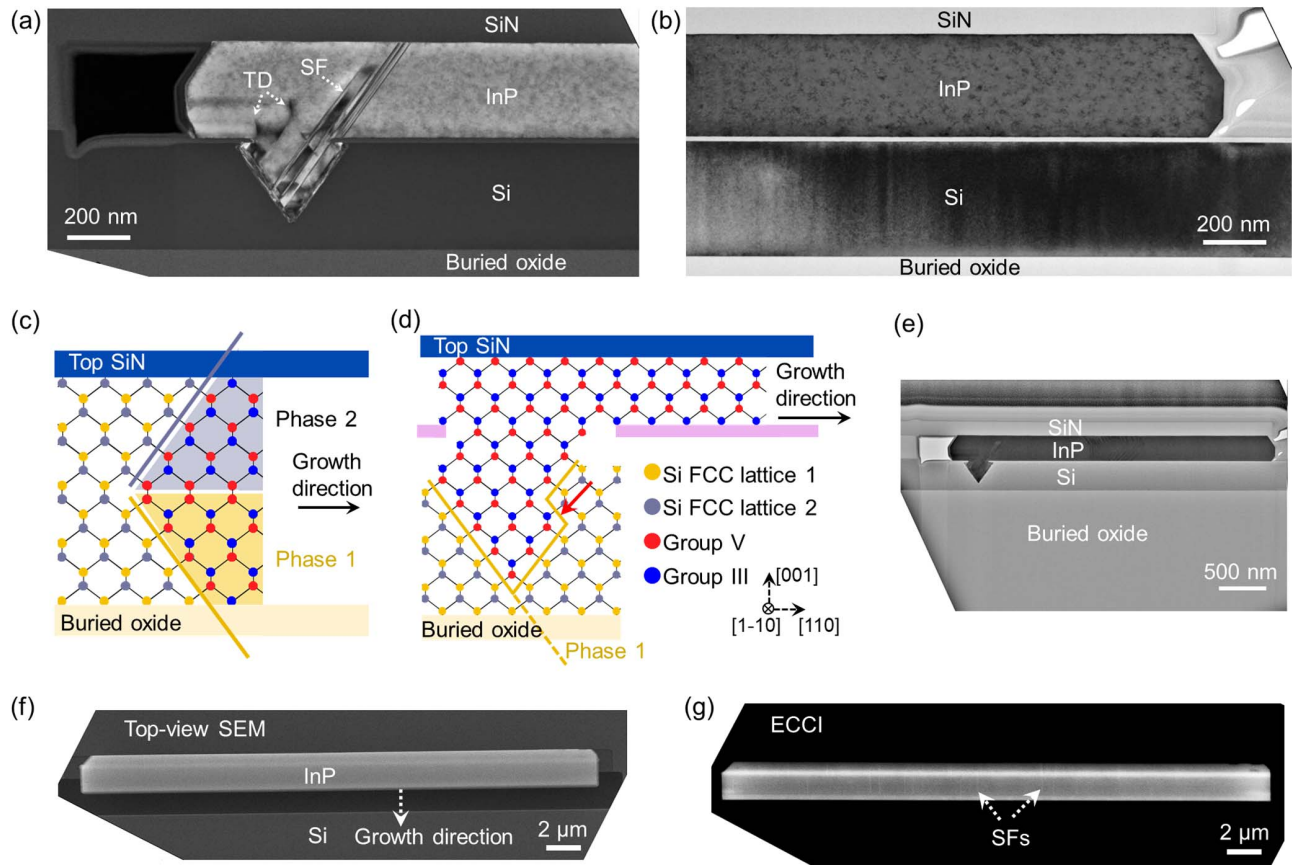 (a)
SiN
TD
SF
InP
Si
200 nm
Buried oxide
(b)
SiN
InP
Si
200 nm
Buried oxide
(c)
Top SiN
Phase 2
Growth
direction
Phase 1
Buried oxide
(d)
Top SiN
Growth
direction
Si FCC lattice 1
Si FCC lattice 2
Group V
Group III
[001]
[1-10]
[110]
Buried oxide
Phase 1
(e)
SiN
InP
Si
Buried oxide
500 nm
(f)
Top-view SEM
InP
Si
Growth direction
2 µm
(g)
ECCI
SFs
2 µm